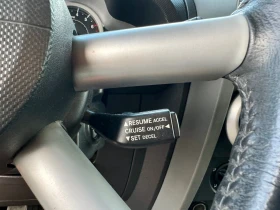 ▲ RESUME ACCEL
CRUISE ON/OFF ◀
▼ SET DECEL